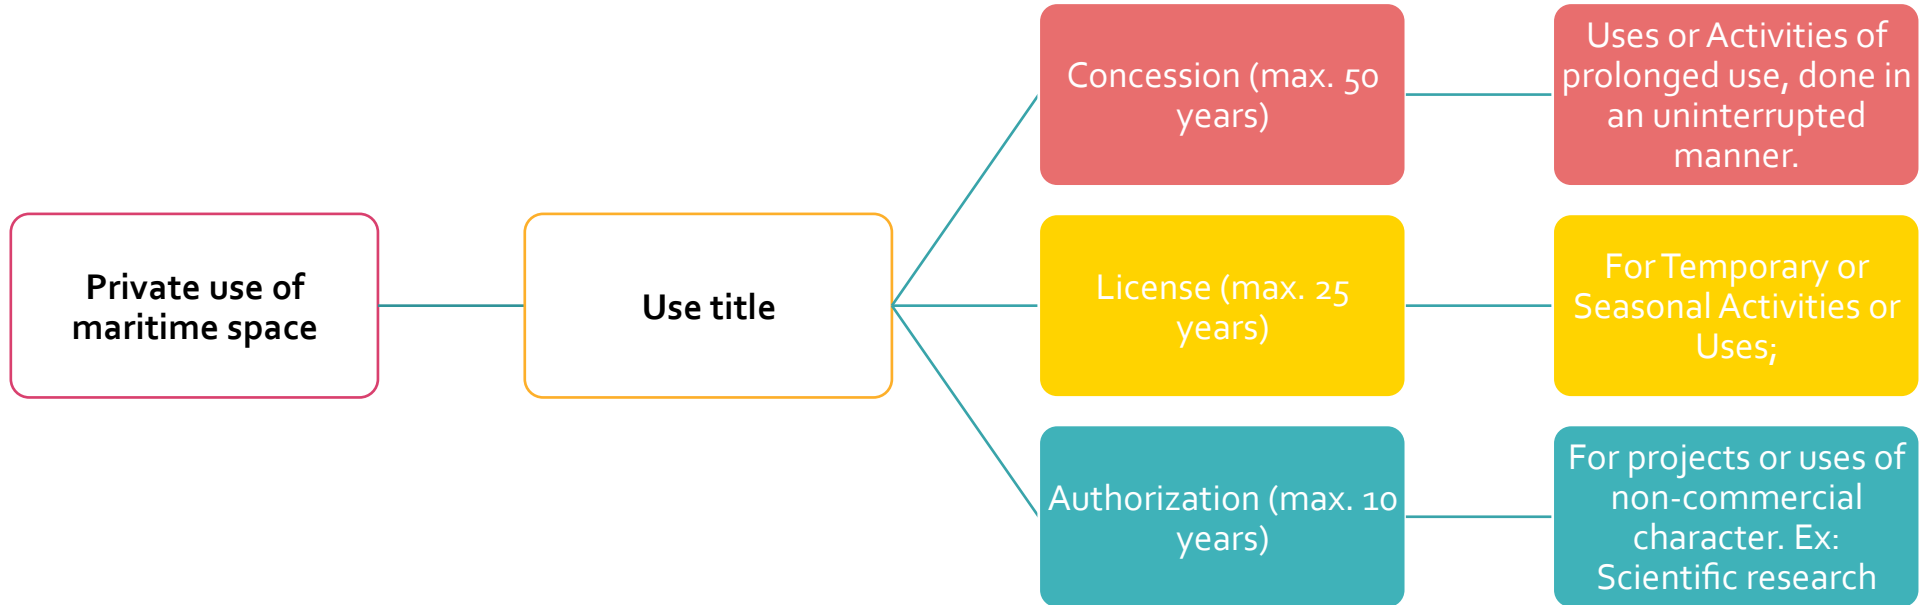 Private use of
maritime space
Use title
Concession (max. 50
years)
Uses or Activities of
prolonged use, done in
an uninterrupted
manner.
License (max. 25
years)
For Temporary or
Seasonal Activities or
Uses;
Authorization (max. 10
years)
For projects or uses of
non-commercial
character. Ex:
Scientific research